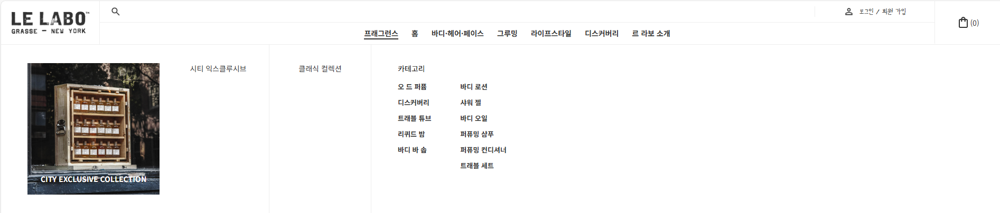 LE LABO™
GRASSE — NEW YORK
로그인 / 회원 가입
(0)
프래그런스 홈 바디·헤어·페이스 그루밍 라이프스타일 디스커버리 르 라보 소개
CITY EXCLUSIVE COLLECTION
시티 익스클루시브
클래식 컬렉션
카테고리
오 드 퍼퓸
디스커버리
트래블 튜브
리퀴드 밤
바디 바 솝
바디 로션
샤워 젤
바디 오일
퍼퓨밍 샴푸
퍼퓨밍 컨디셔너
트래블 세트